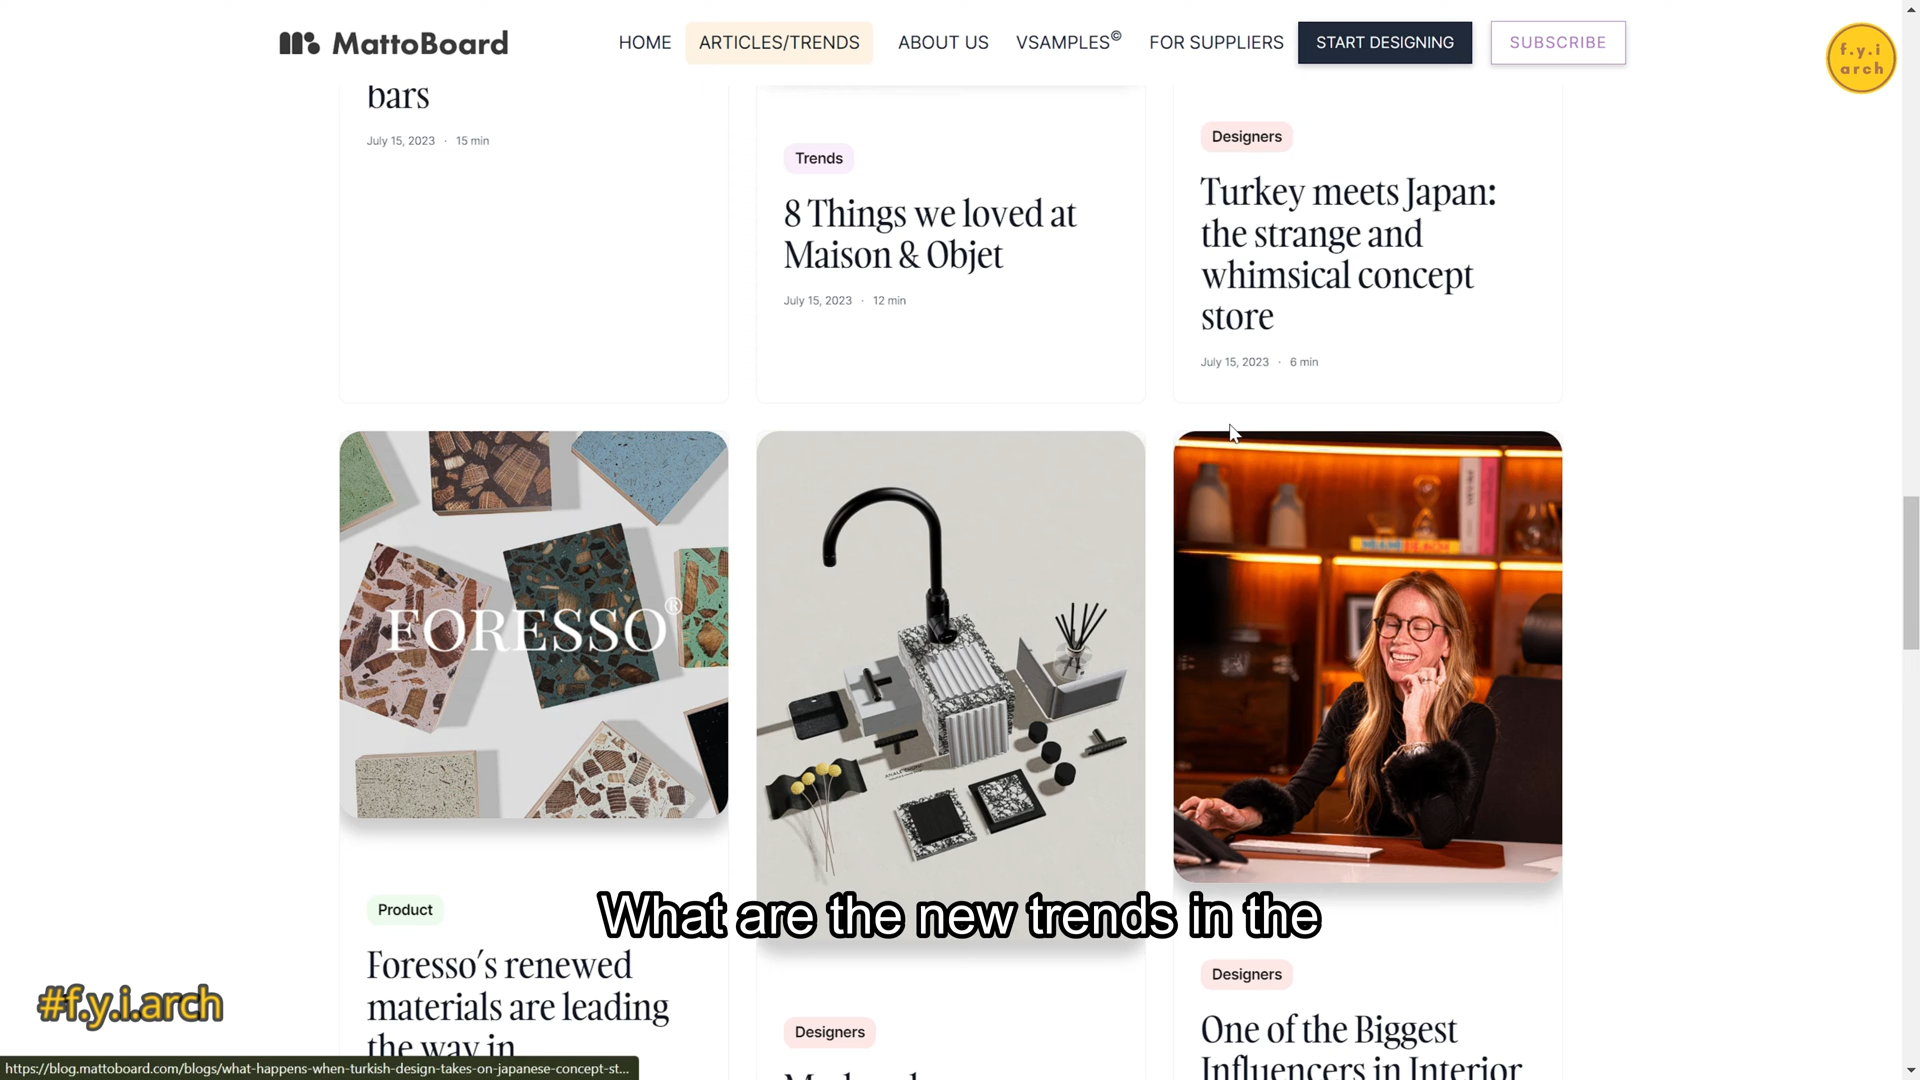 MattoBoard
HOME
ARTICLES/TRENDS
ABOUT US
VSAMPLES©
FOR SUPPLIERS
START DESIGNING
SUBSCRIBE
f.y.i
arch
bars
July 15, 2023 · 15 min
Trends
8 Things we loved at
Maison & Objet
July 15, 2023 · 12 min
Designers
Turkey meets Japan:
the strange and
whimsical concept
store
July 15, 2023 · 6 min
FORESSO®
Product
Foresso's renewed
materials are leading
the way in
Designers
Designers
One of the Biggest
Influencers in Interior
What are the new trends in the
#f.y.i.arch
https://blog.mattoboard.com/blogs/what-happens-when-turkish-design-takes-on-japanese-concept-st...